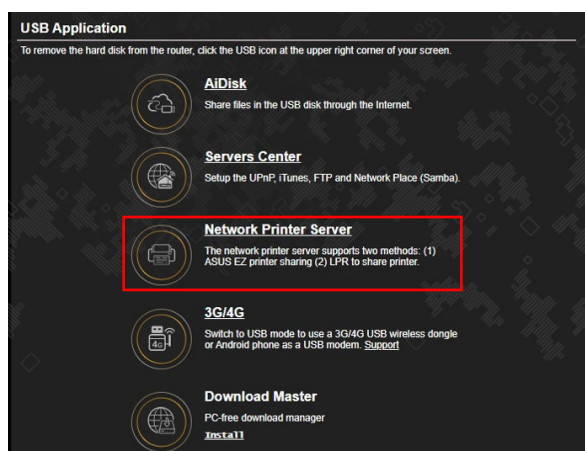 USB Application
To remove the hard disk from the router, click the USB icon at the upper right corner of your screen.
AiDisk
Share files in the USB disk through the Internet.
Servers Center
Setup the UPnP, iTunes, FTP and Network Place (Samba).
Network Printer Server
The network printer server supports two methods: (1)
ASUS EZ printer sharing (2) LPR to share printer.
3G/4G
4G
Switch to USB mode to use a 3G/4G USB wireless dongle
or Android phone as a USB modem. Support
Download Master
PC-free download manager
Install